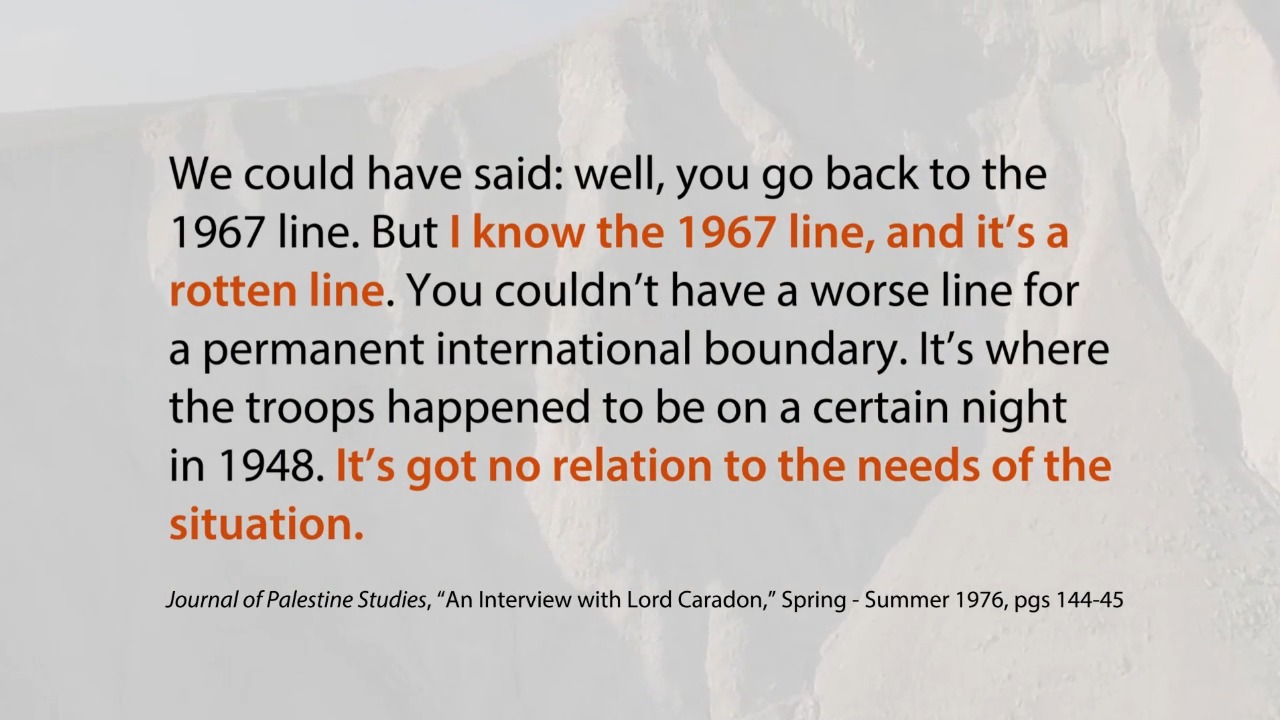 We could have said: well, you go back to the
1967 line. But I know the 1967 line, and it’s a
rotten line. You couldn’t have a worse line for
a permanent international boundary. It’s where
the troops happened to be on a certain night
in 1948. It’s got no relation to the needs of the
situation.
Journal of Palestine Studies, “An Interview with Lord Caradon,” Spring - Summer 1976, pgs 144-45